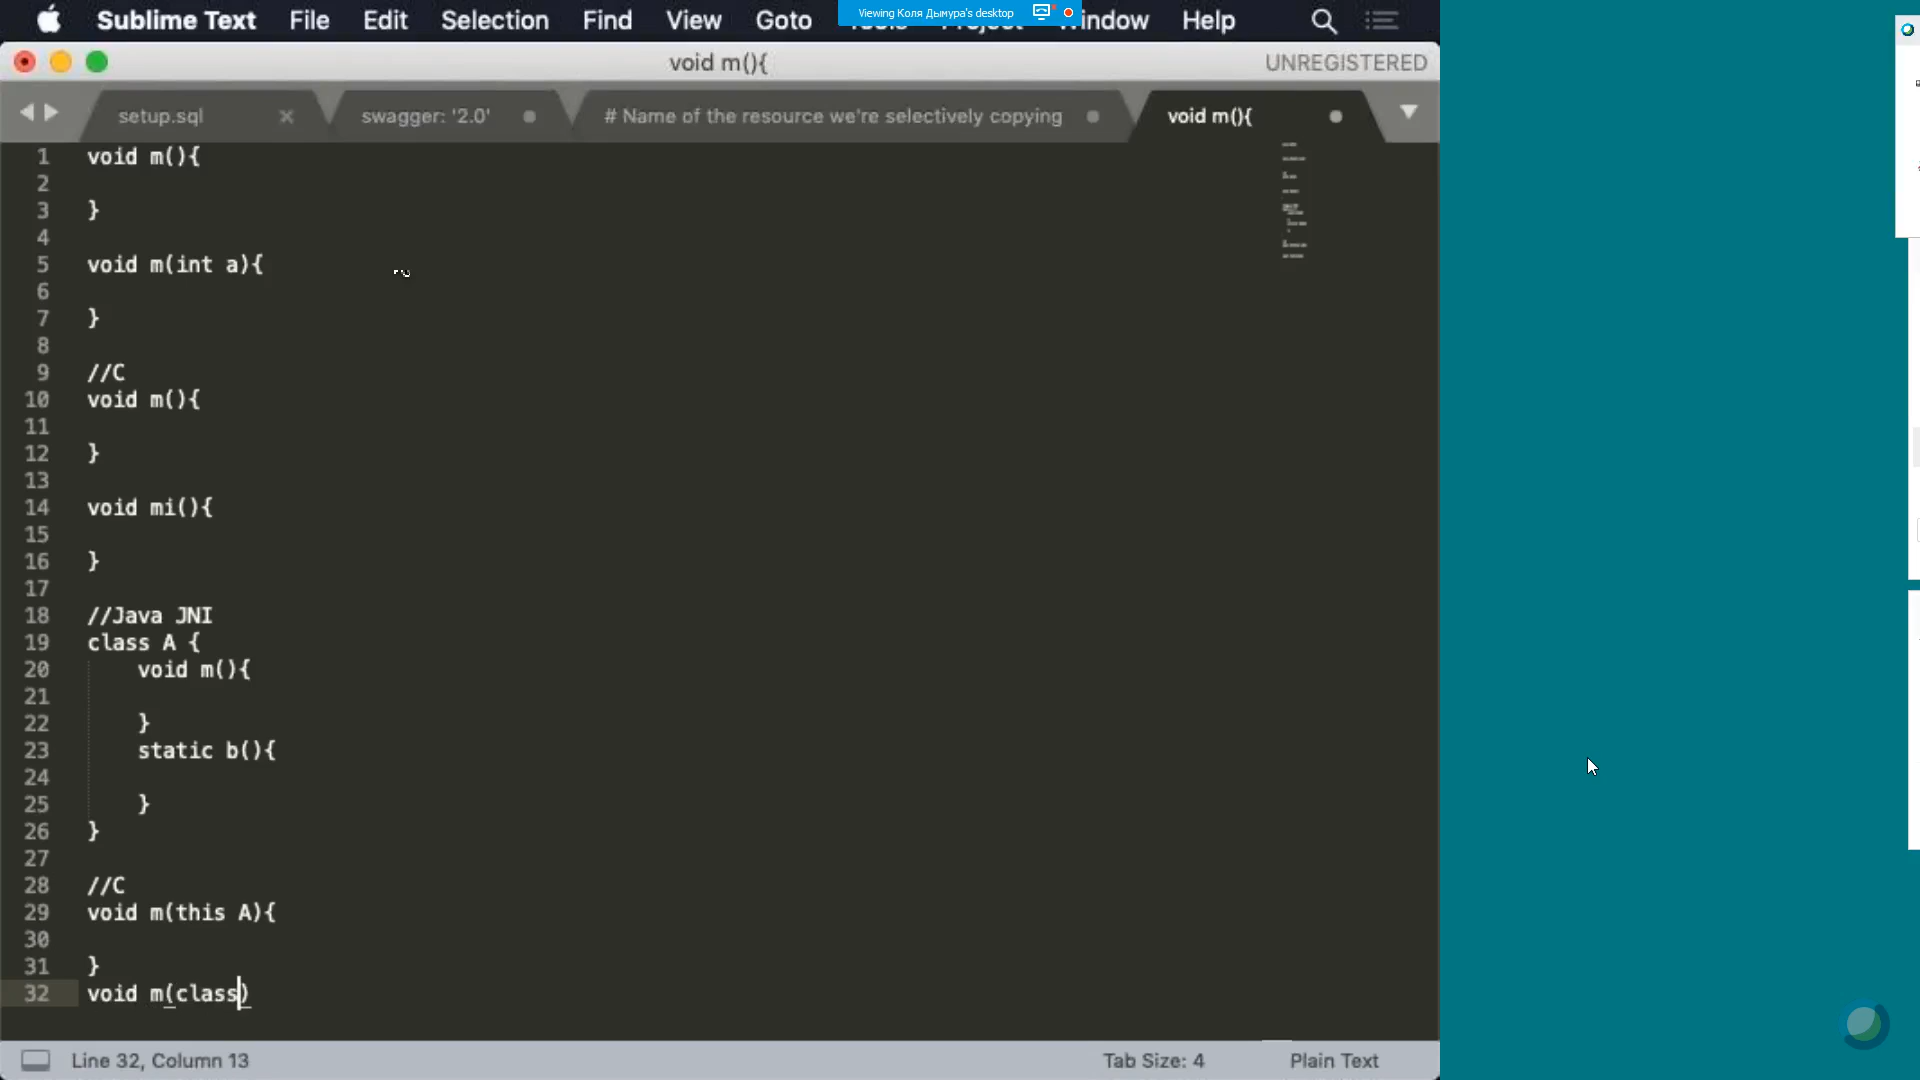 Sublime Text File Edit Selection Find View Goto Tools Project Window Help
Viewing Коля Дымура's desktop
void m(){
UNREGISTERED
setup.sql
swagger: '2.0'
# Name of the resource we're selectively copying
void m(){
1 void m(){
2
3 }
4
5 void m(int a){
6
7 }
8
9 //C
10 void m(){
11
12 }
13
14 void mi(){
15
16 }
17
18 //Java JNI
19 class A {
20 void m(){
21
22 }
23 static b(){
24
25 }
26 }
27
28 //C
29 void m(this A){
30
31 }
32 void m(class)
Line 32, Column 13
Tab Size: 4
Plain Text